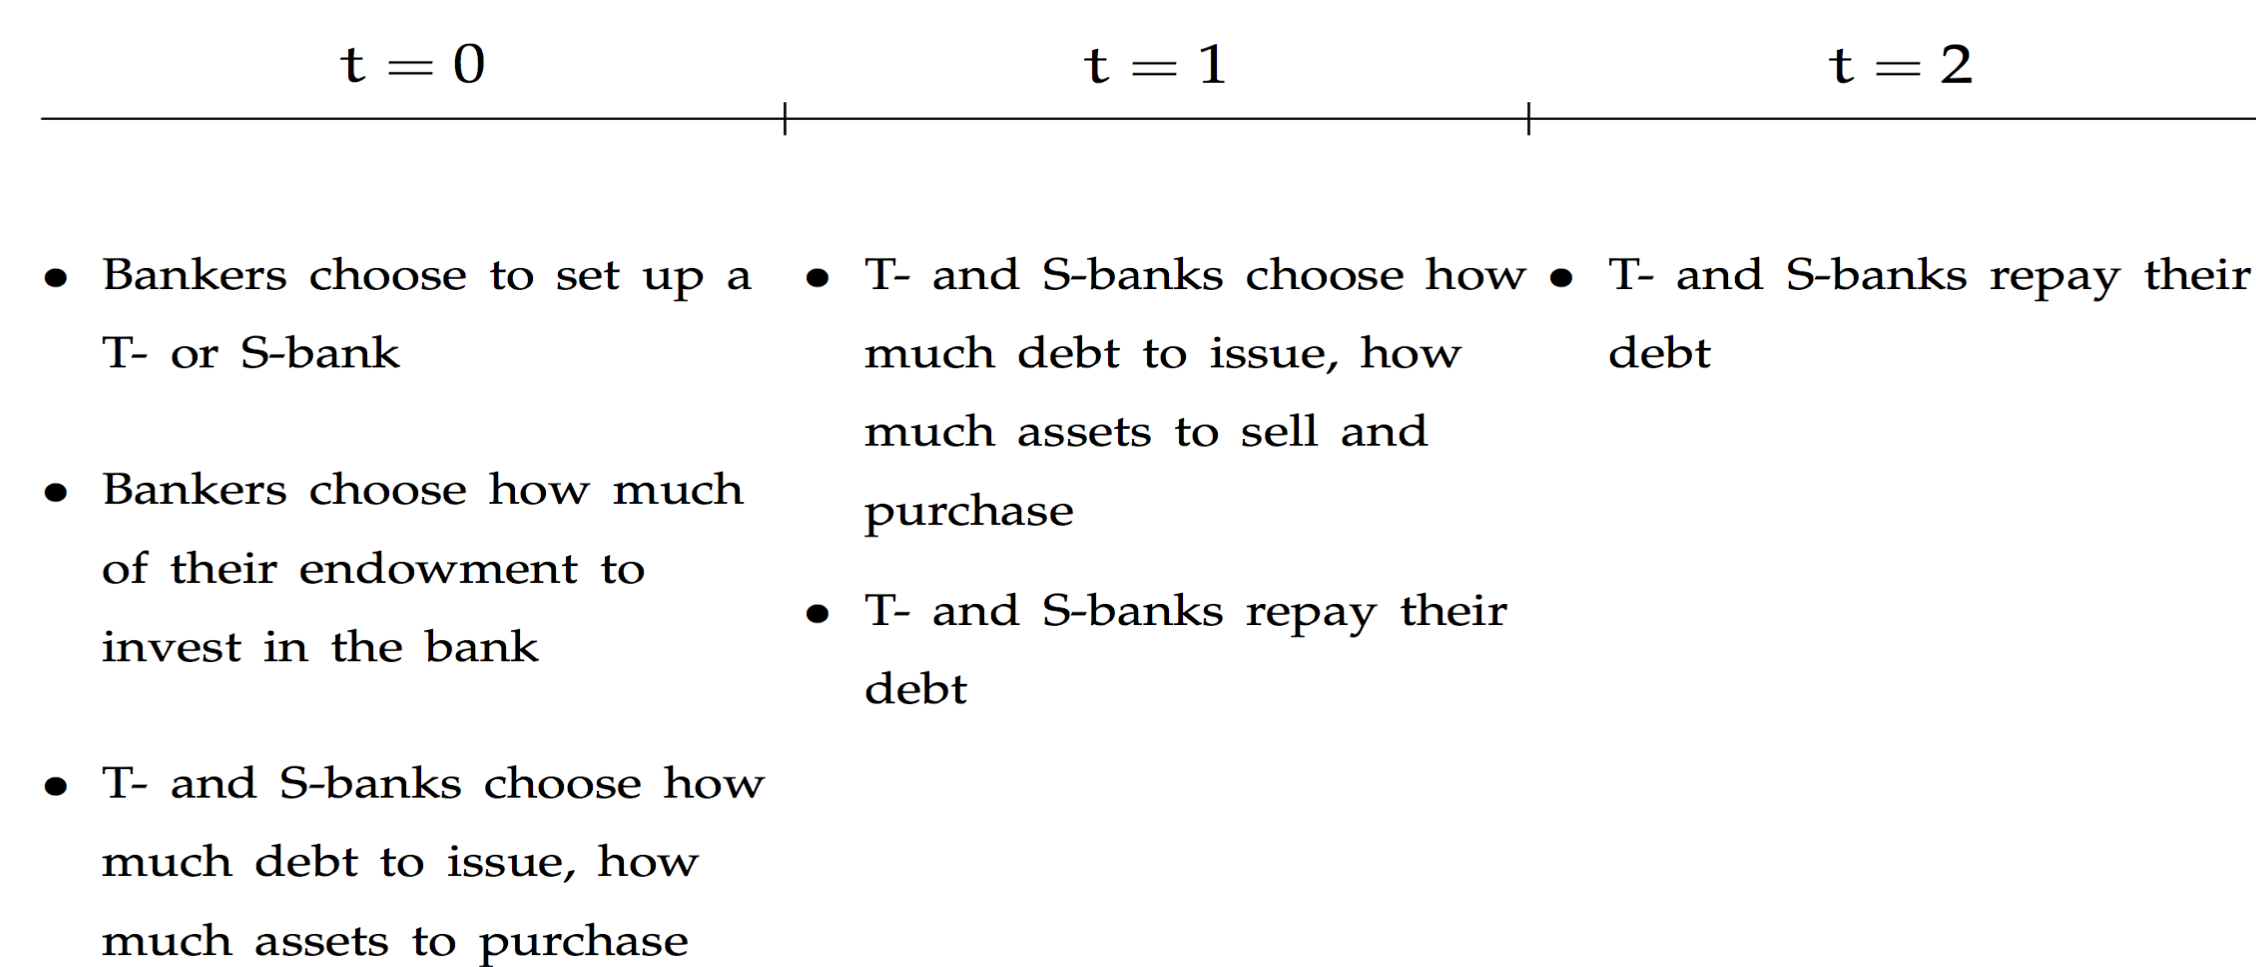 t = 0
t = 1
t = 2
• Bankers choose to set up a
T- or S-bank
• Bankers choose how much
of their endowment to
invest in the bank
• T- and S-banks choose how
much debt to issue, how
much assets to purchase
• T- and S-banks choose how
much debt to issue, how
much assets to sell and
purchase
• T- and S-banks repay their
debt
• T- and S-banks repay their
debt